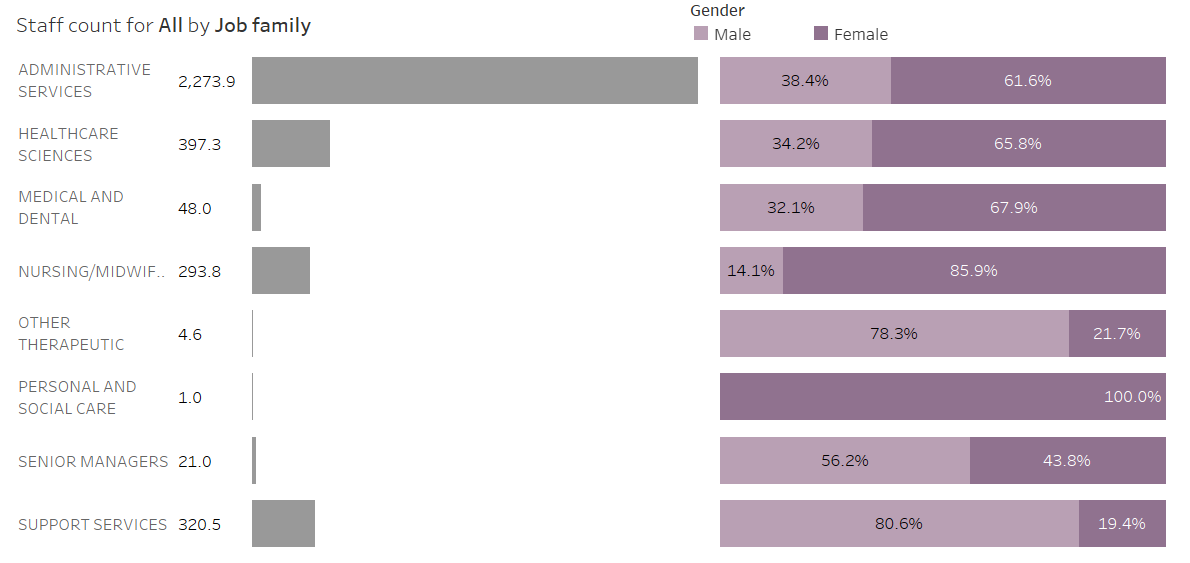 Staff count for All by Job family
Gender
Male Female
ADMINISTRATIVE
SERVICES
2,273.9
38.4% 61.6%
HEALTHCARE
SCIENCES
397.3
34.2% 65.8%
MEDICAL AND
DENTAL
48.0
32.1% 67.9%
NURSING/MIDWIF.. 293.8
14.1% 85.9%
OTHER
THERAPEUTIC
4.6
78.3% 21.7%
PERSONAL AND
SOCIAL CARE
1.0
100.0%
SENIOR MANAGERS 21.0
56.2% 43.8%
SUPPORT SERVICES 320.5
80.6% 19.4%